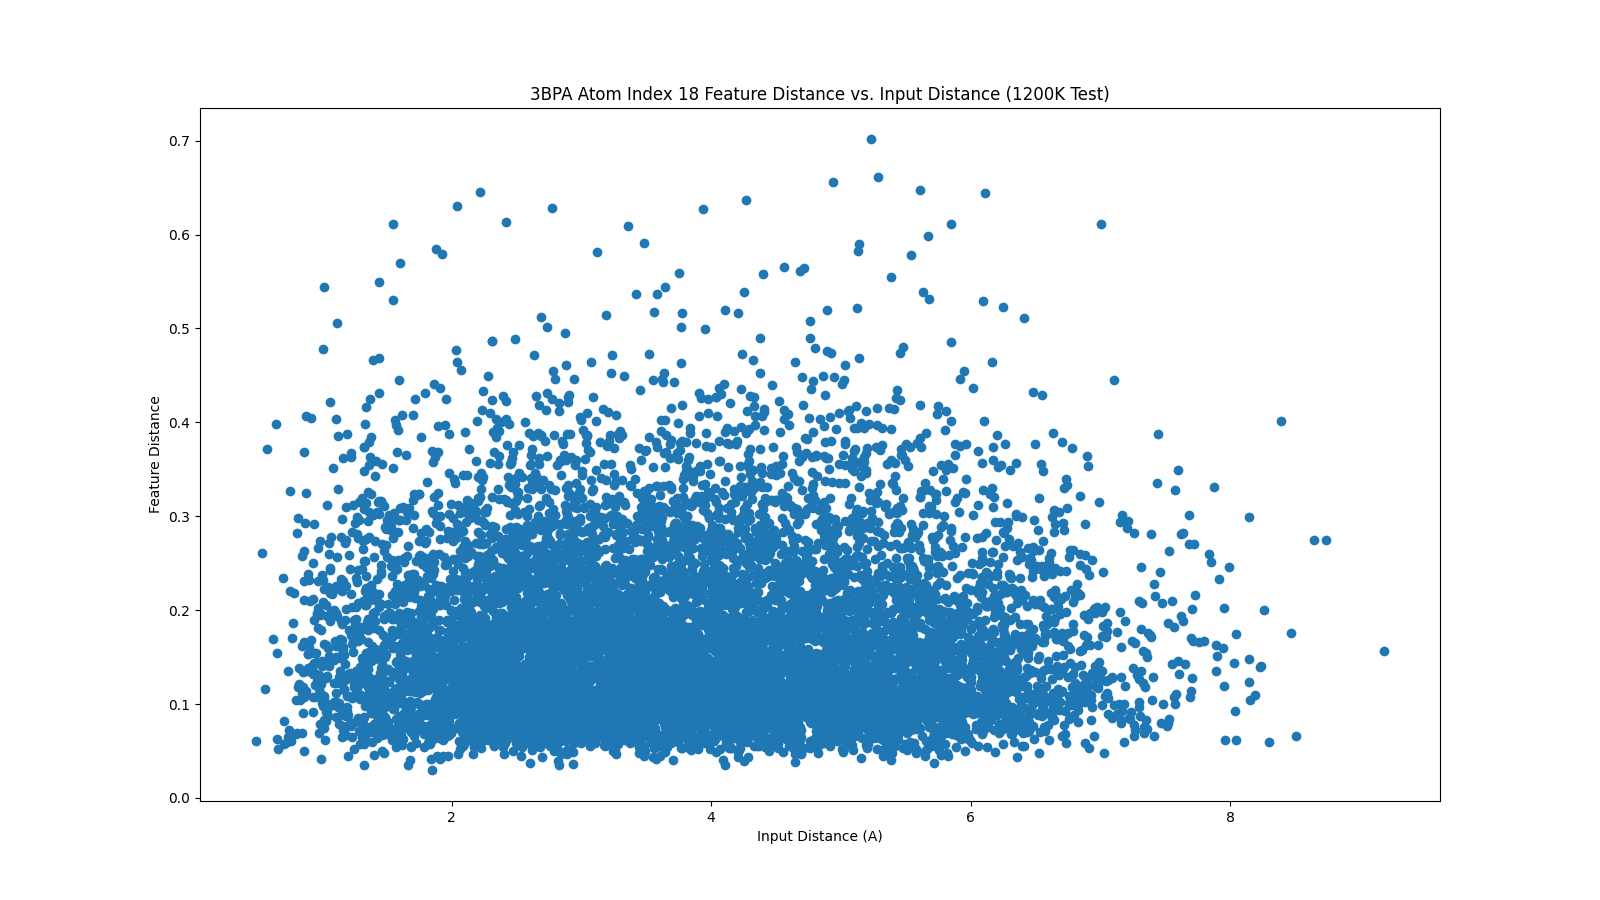 3BPA Atom Index 18 Feature Distance vs. Input Distance (1200K Test)
0.7
0.6
0.5
0.4
0.3
0.2
0.1
0.0
Feature Distance
2 4 6 8
Input Distance (A)